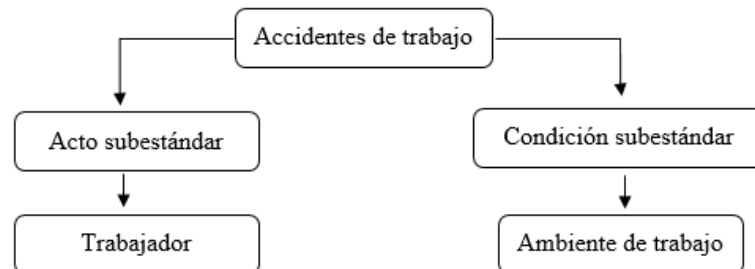 Accidentes de trabajo
Acto subestándar
Condición subestándar
Trabajador
Ambiente de trabajo